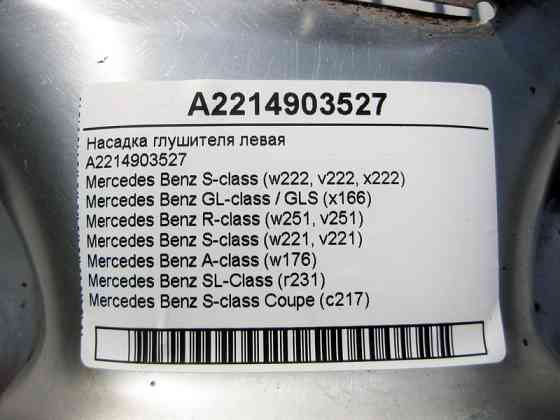 A2214903527
Насадка глушителя левая
A2214903527
Mercedes Benz S-class (w222, v222, x222)
Mercedes Benz GL-class / GLS (x166)
Mercedes Benz R-class (w251, v251)
Mercedes Benz S-class (w221, v221)
Mercedes Benz A-class (w176)
Mercedes Benz SL-Class (r231)
Mercedes Benz S-class Coupe (c217)